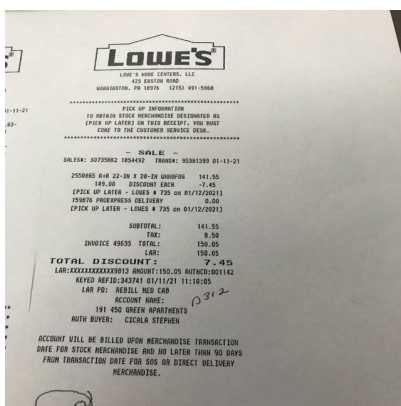 LOWE'S
LOWE'S HOME CENTERS, LLC
425 EASTON ROAD
WARRINGTON, PA 18976 (215) 491-5960
PICK UP INFORMATION
TO OBTAIN STOCK MERCHANDISE DESIGNATED AS
[PICK UP LATER] ON THIS RECEIPT, YOU MUST
COME TO THE CUSTOMER SERVICE DESK.
- SALE -
SALES#: TRANS#: 95301399 01-11-21
2550865 22-IN X 28-IN 141.55
149.00 DISCOUNT EACH -7.45
[PICK UP LATER - LOWES # 735 on 01/12/2021]
159876 PROEXPRESS DELIVERY 0.00
[PICK UP LATER - LOWES # 735 on 01/12/2021]
SUBTOTAL: 141.55
TAX: 8.50
INVOICE 49635 TOTAL: 150.05
LAR: 150.05
TOTAL DISCOUNT: 7.45
LAR:XXXXXXXXXXXX9813 AMOUNT:150.05 AUTHCD:001142
KEYED REFID:343741 01/11/21 11:10:05
LAR PO: REBILL MED CAB
ACCOUNT NAME:
191 450 GREEN APARTMENTS
AUTH BUYER: CICALA STEPHEN
ACCOUNT WILL BE BILLED UPON MERCHANDISE TRANSACTION
DATE FOR STOCK MERCHANDISE AND NO LATER THAN 90 DAYS
FROM TRANSACTION DATE FOR SOS OR DIRECT DELIVERY
MERCHANDISE.